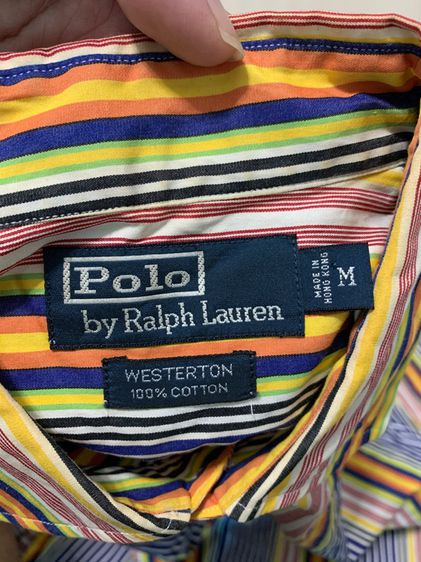 Polo
by Ralph Lauren
MADE IN
HONG KONG
M
WESTERTON
100% COTTON